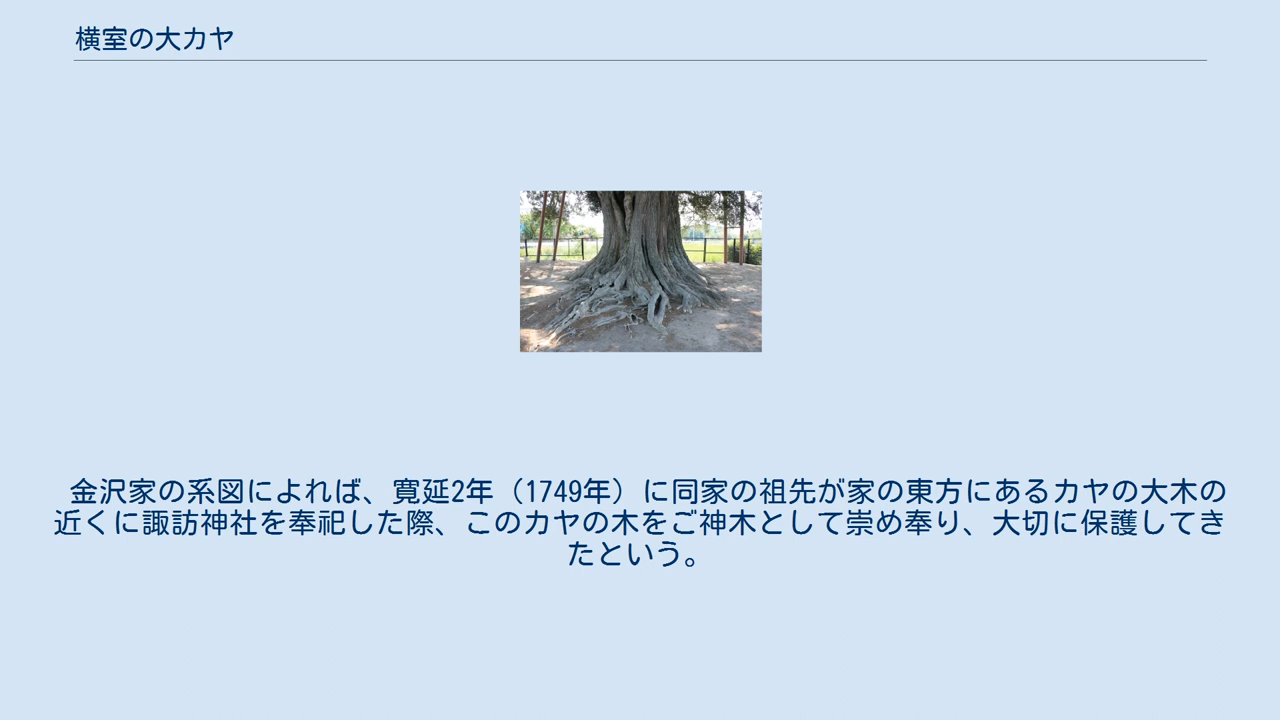 横室の大カヤ
金沢家の系図によれば、寛延2年（1749年）に同家の祖先が家の東方にあるカヤの大木の
近くに諏訪神社を奉祀した際、このカヤの木をご神木として崇め奉り、大切に保護してき
たという。